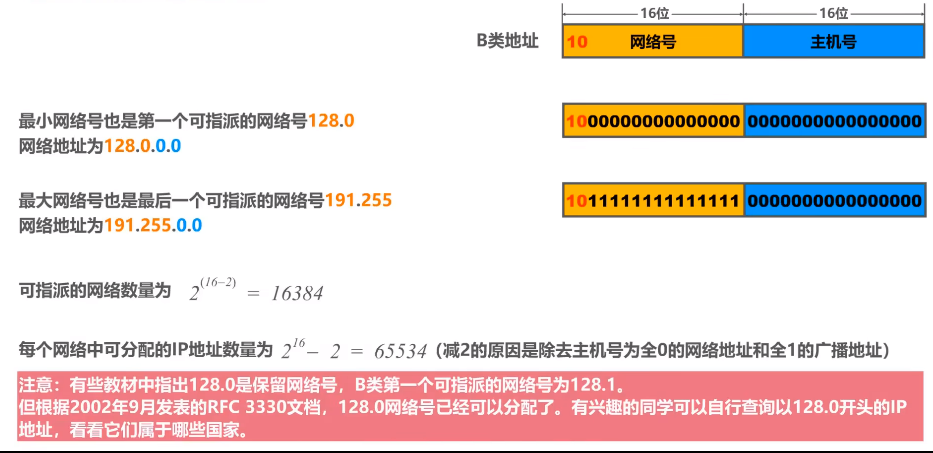 16位 16位
B类地址 10 网络号 主机号
最小网络号也是第一个可指派的网络号128.0
网络地址为128.0.0.0
1000000000000000 0000000000000000
最大网络号也是最后一个可指派的网络号191.255
网络地址为191.255.0.0
1011111111111111 0000000000000000
可指派的网络数量为 2^(16-2) = 16384
每个网络中可分配的IP地址数量为 2^16 - 2 = 65534（减2的原因是除去主机号为全0的网络地址和全1的广播地址）
注意：有些教材中指出128.0是保留网络号，B类第一个可指派的网络号为128.1。
但根据2002年9月发表的RFC 3330文档，128.0网络号已经可以分配了。有兴趣的同学可以自行查询以128.0开头的IP
地址，看看它们属于哪些国家。